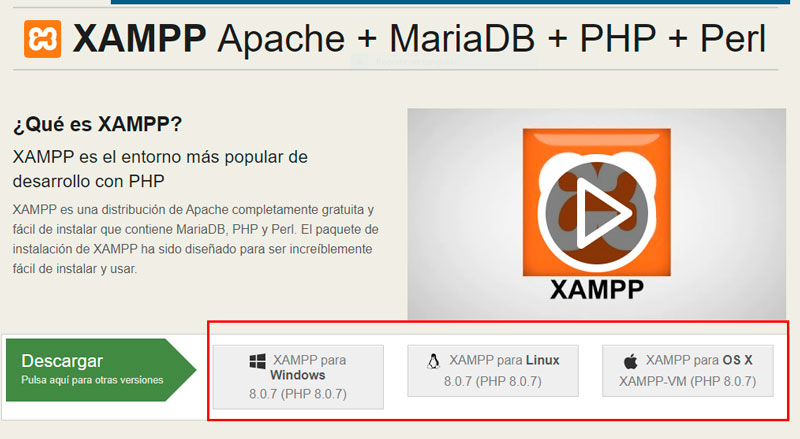 XAMPP Apache + MariaDB + PHP + Perl
¿Qué es XAMPP?
XAMPP es el entorno más popular de
desarrollo con PHP
XAMPP es una distribución de Apache completamente gratuita y
fácil de instalar que contiene MariaDB, PHP y Perl. El paquete de
instalación de XAMPP ha sido diseñado para ser increíblemente
fácil de instalar y usar.
XAMPP
Descargar
Pulsa aquí para otras versiones
XAMPP para
Windows
8.0.7 (PHP 8.0.7)
XAMPP para Linux
8.0.7 (PHP 8.0.7)
XAMPP para OS X
XAMPP-VM (PHP 8.0.7)